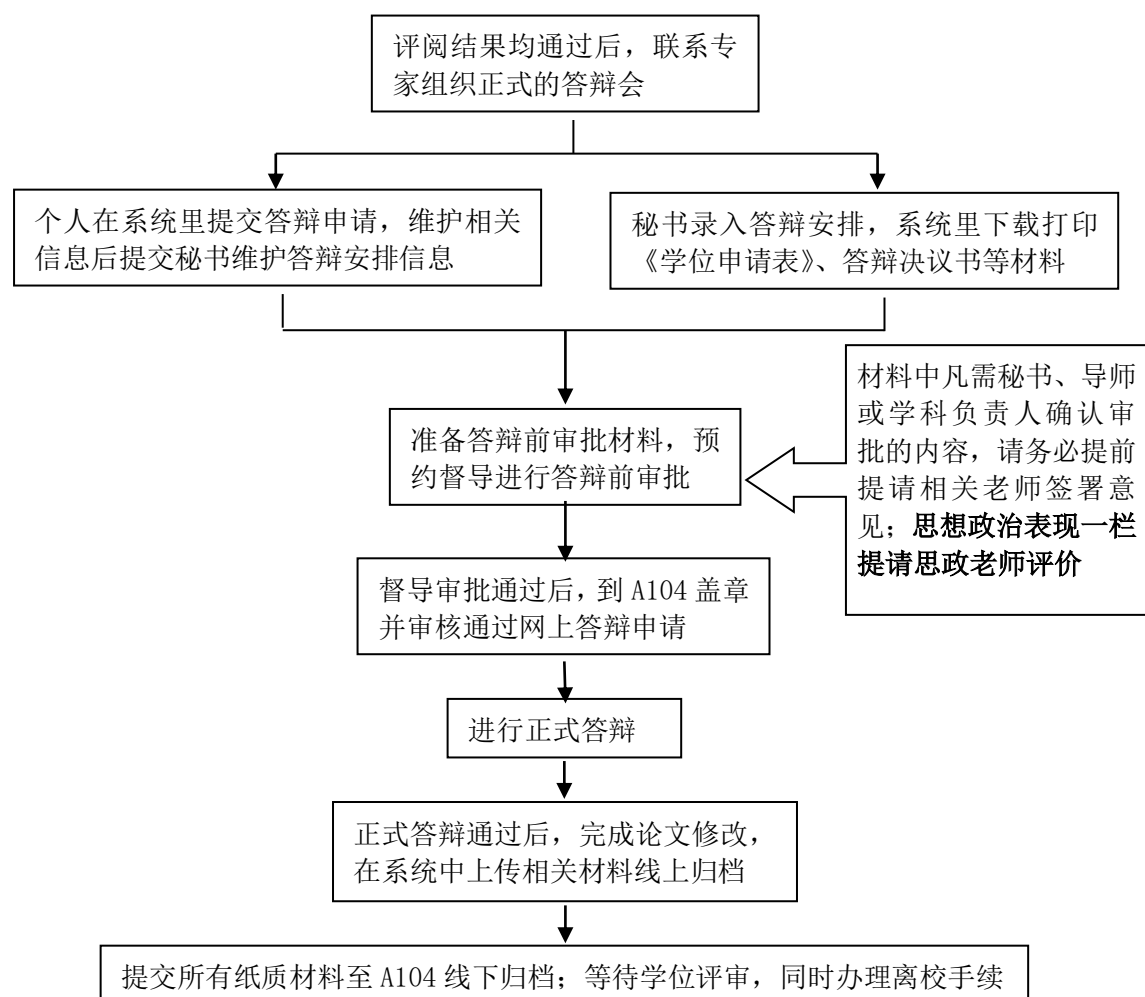 评阅结果均通过后，联系专
家组织正式的答辩会
个人在系统里提交答辩申请，维护相关
信息后提交秘书维护答辩安排信息
秘书录入答辩安排，系统里下载打印
《学位申请表》、答辩决议书等材料
准备答辩前审批材料，预
约督导进行答辩前审批
材料中凡需秘书、导师
或学科负责人确认审
批的内容，请务必提前
提请相关老师签署意
见；思想政治表现一栏
提请思政老师评价
督导审批通过后，到 A104 盖章
并审核通过网上答辩申请
进行正式答辩
正式答辩通过后，完成论文修改，
在系统中上传相关材料线上归档
提交所有纸质材料至 A104 线下归档；等待学位评审，同时办理离校手续